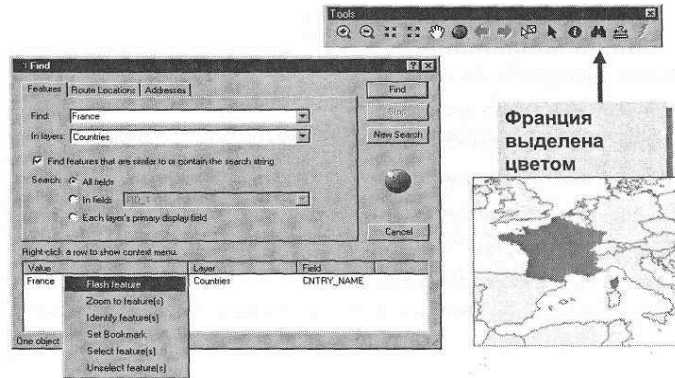 Tools
Find
Features Route Locations Addresses
Find
Find: France
Stop
In layers: Countries
New Search
Find features that are similar to or contain the search string
Search: All fields
In fields FID_1
Each layer's primary display field
Cancel
Right-click a row to show context menu.
Value Layer Field
France Countries CNTRY_NAME
Flash feature
Zoom to feature(s)
Identify feature(s)
Set Bookmark
Select feature(s)
Unselect feature(s)
One object
Франция
выделена
цветом